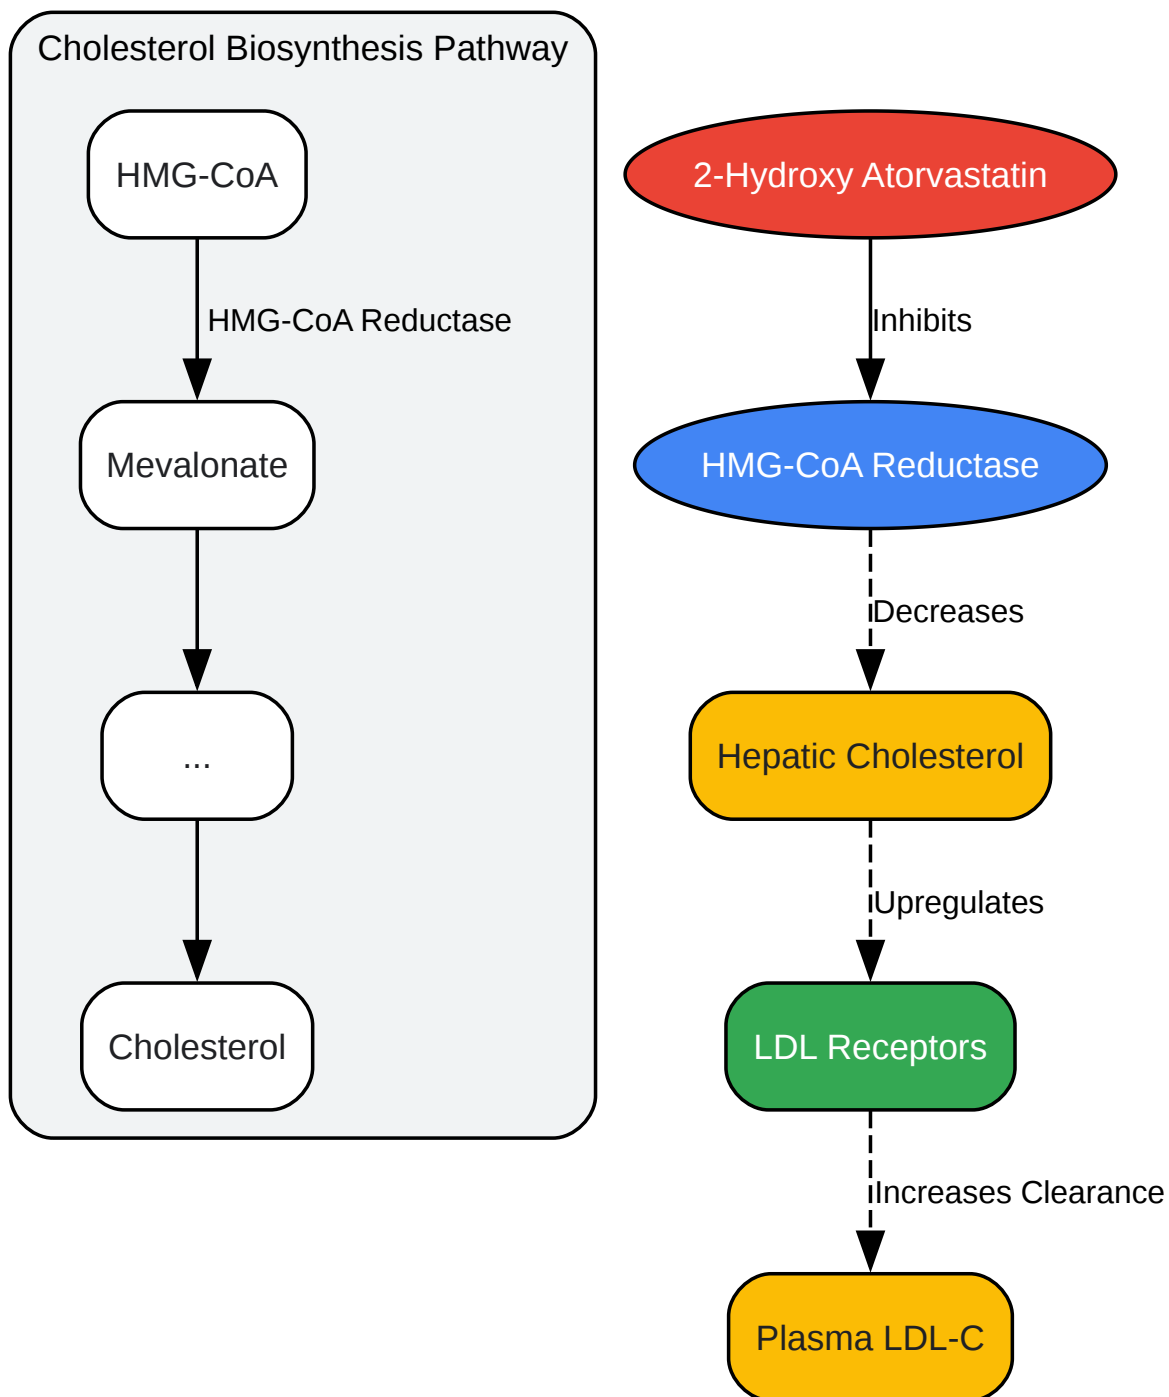 Cholesterol Biosynthesis Pathway
HMG-CoA
HMG-CoA Reductase
Mevalonate
...
Cholesterol
2-Hydroxy Atorvastatin
Inhibits
HMG-CoA Reductase
Decreases
Hepatic Cholesterol
Upregulates
LDL Receptors
Increases Clearance
Plasma LDL-C